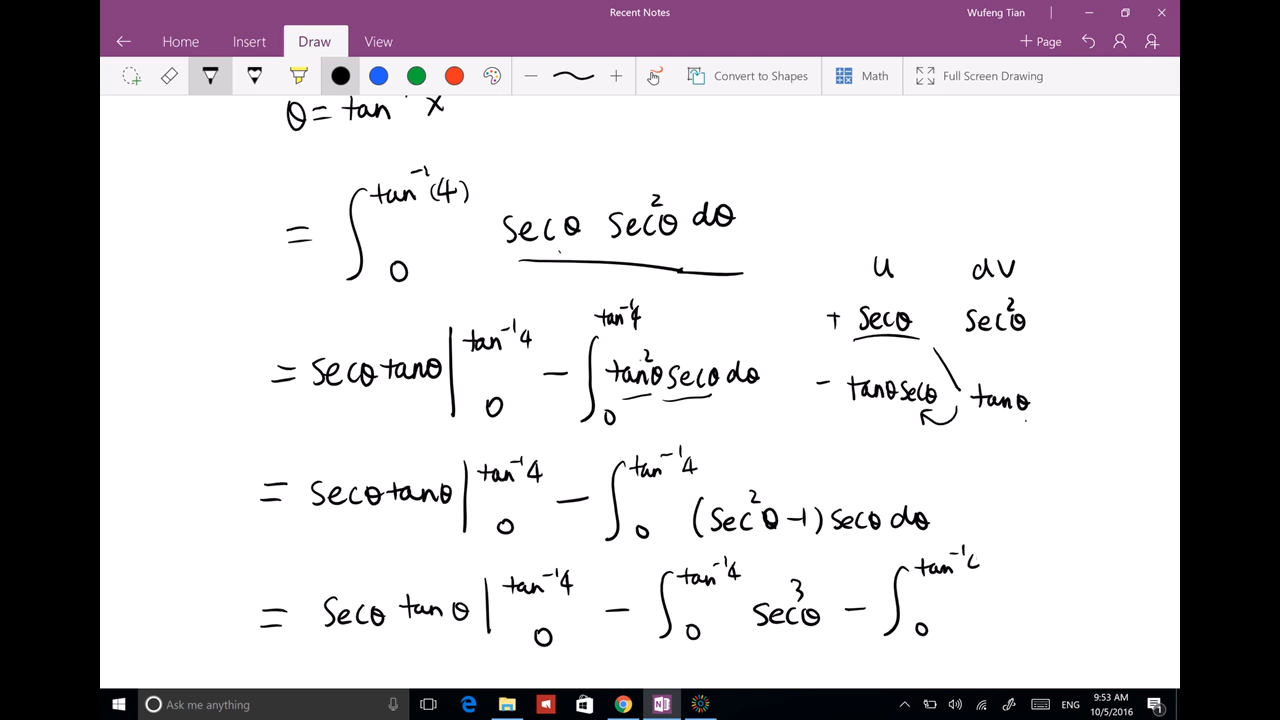 Recent Notes
Wufeng Tian
Home Insert Draw View
Page
Convert to Shapes Math Full Screen Drawing
θ = tan⁻¹ x
= ∫₀^{tan⁻¹(4)} secθ sec²θ dθ
u dv
+ secθ sec²θ
= secθ tanθ |₀^{tan⁻¹4} − ∫₀^{tan⁻¹4} tan²θ secθ dθ
− tanθ secθ tanθ
= secθ tanθ |₀^{tan⁻¹4} − ∫₀^{tan⁻¹4} (sec²θ −1) secθ dθ
= secθ tanθ |₀^{tan⁻¹4} − ∫₀^{tan⁻¹4} sec³θ − ∫₀^{tan⁻¹
Ask me anything
ENG
9:53 AM
10/5/2016